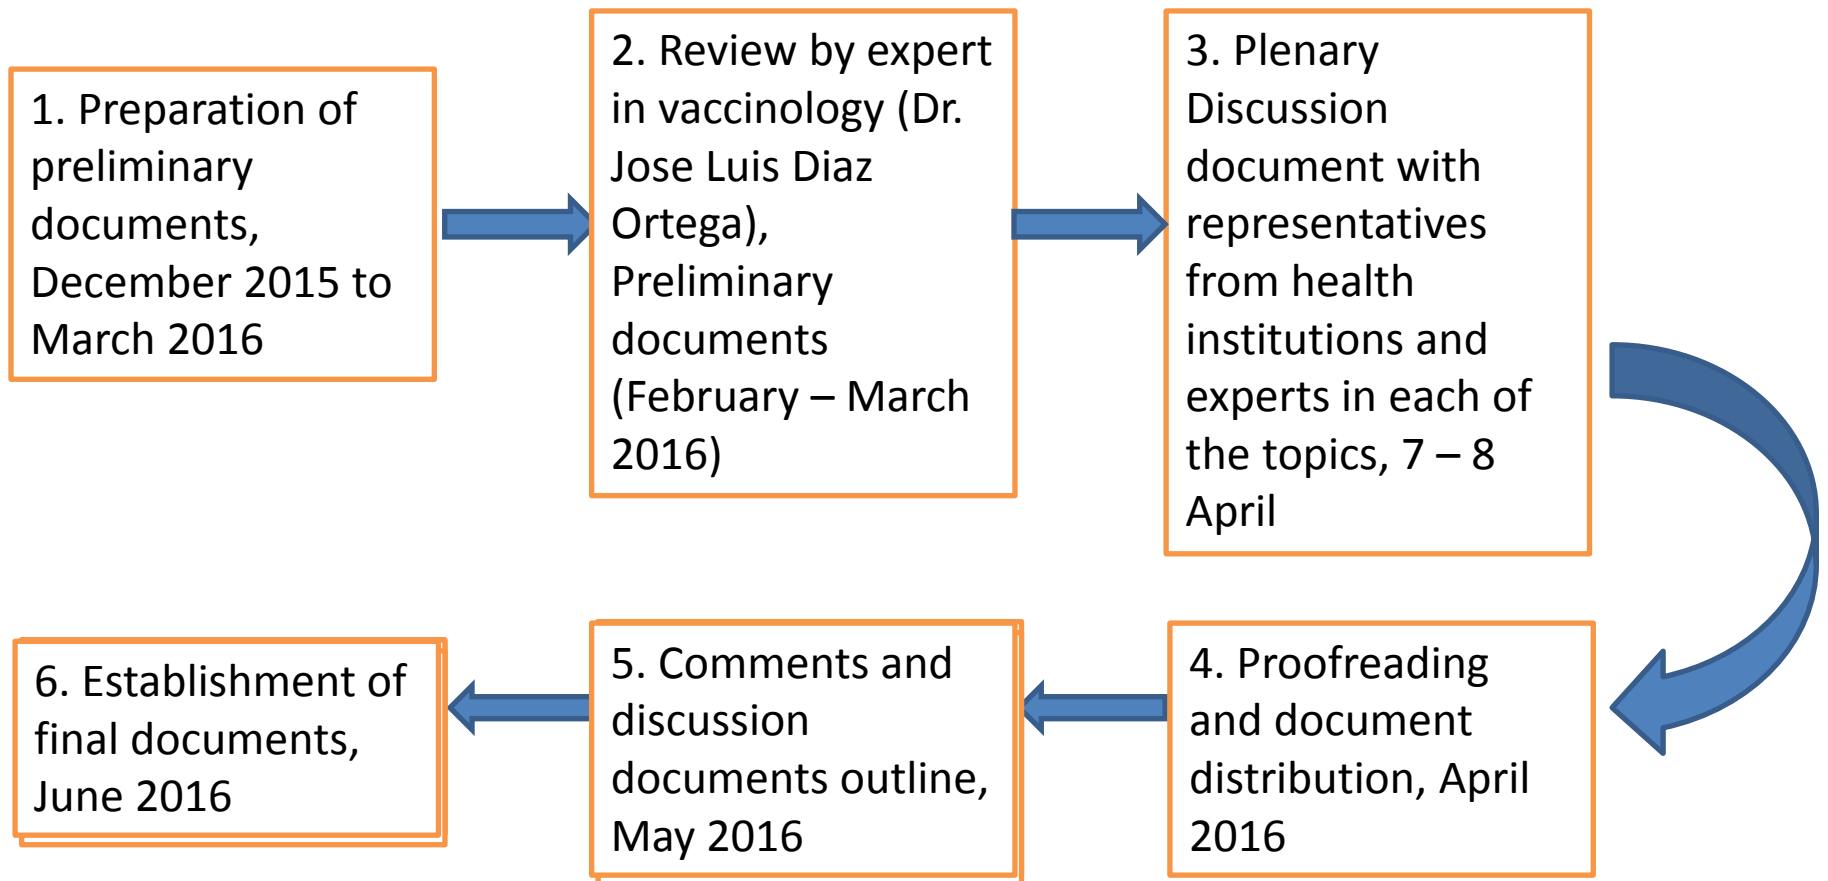 1. Preparation of
preliminary
documents,
December 2015 to
March 2016
2. Review by expert
in vaccinology (Dr.
Jose Luis Diaz
Ortega),
Preliminary
documents
(February – March
2016)
3. Plenary
Discussion
document with
representatives
from health
institutions and
experts in each of
the topics, 7 – 8
April
4. Proofreading
and document
distribution, April
2016
5. Comments and
discussion
documents outline,
May 2016
6. Establishment of
final documents,
June 2016